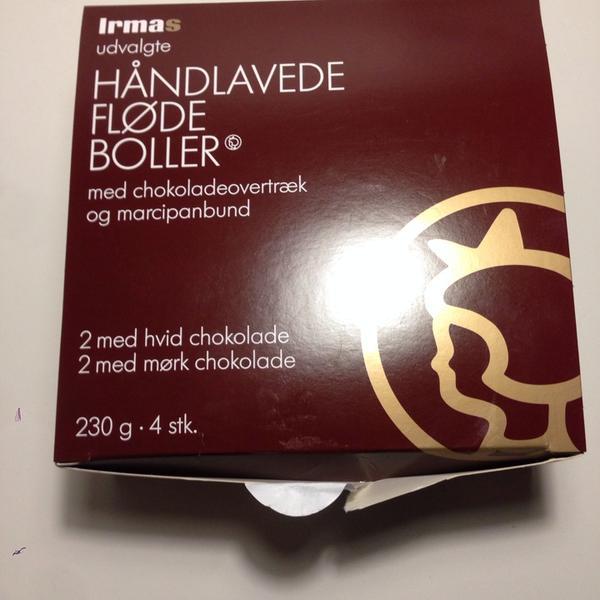 Irmas
udvalgte
HÅNDLAVEDE
FLØDE
BOLLER
med chokoladeovertræk
og marcipanbund
2 med hvid chokolade
2 med mørk chokolade
230 g · 4 stk.